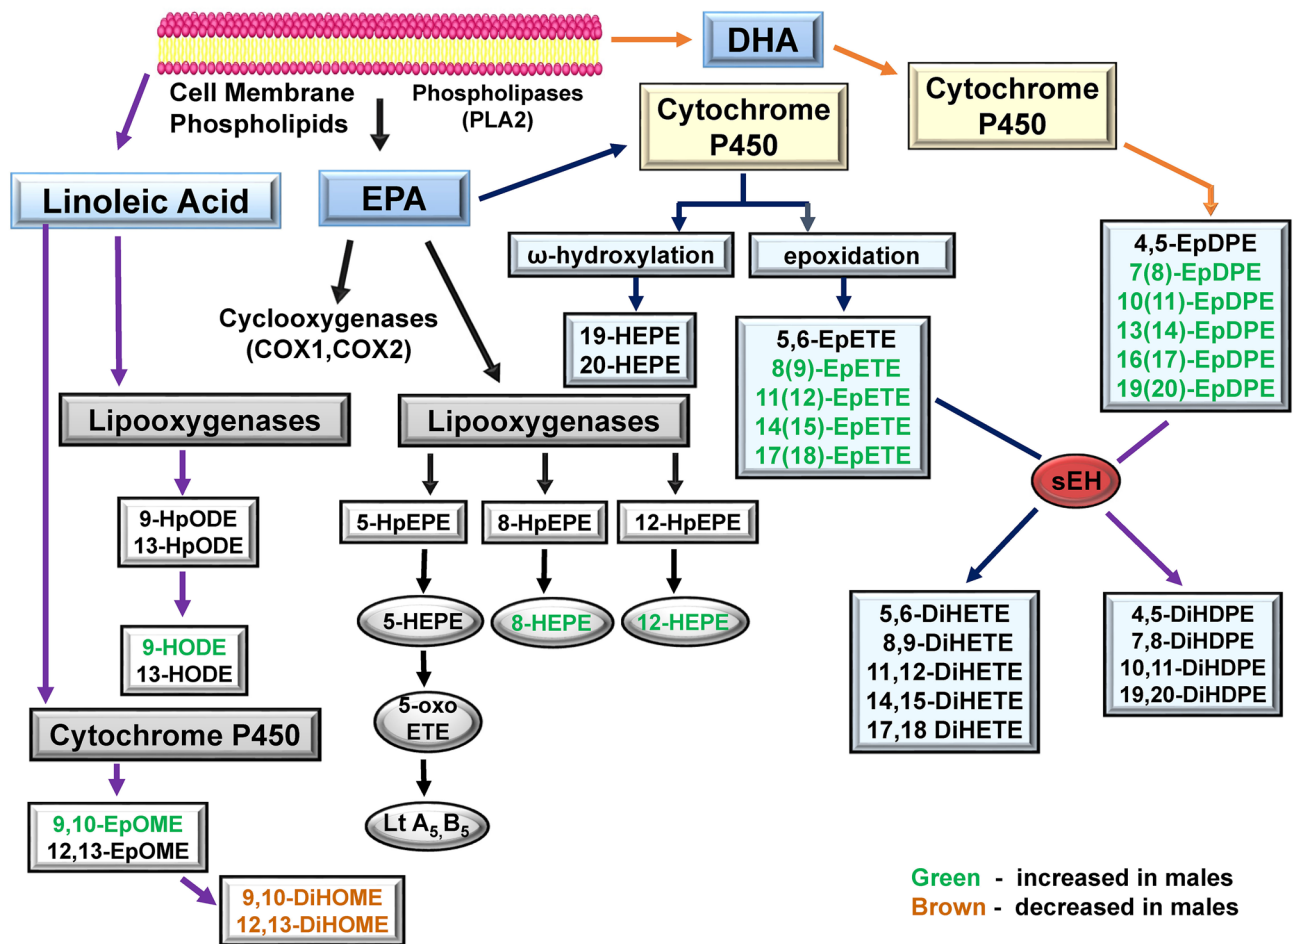 DHA
Cell Membrane
Phospholipids
Phospholipases
(PLA2)
Cytochrome
P450
Cytochrome
P450
Linoleic Acid
EPA
ω-hydroxylation
epoxidation
4,5-EpDPE
7(8)-EpDPE
10(11)-EpDPE
13(14)-EpDPE
16(17)-EpDPE
19(20)-EpDPE
Cyclooxygenases
(COX1,COX2)
19-HEPE
20-HEPE
5,6-EpETE
8(9)-EpETE
11(12)-EpETE
14(15)-EpETE
17(18)-EpETE
Lipooxygenases
Lipooxygenases
sEH
9-HpODE
13-HpODE
5-HpEPE
8-HpEPE
12-HpEPE
9-HODE
13-HODE
5-HEPE
8-HEPE
12-HEPE
5,6-DiHETE
8,9-DiHETE
11,12-DiHETE
14,15-DiHETE
17,18 DiHETE
4,5-DiHDPE
7,8-DiHDPE
10,11-DiHDPE
19,20-DiHDPE
5-oxo
ETE
Cytochrome P450
Lt A5,B5
9,10-EpOME
12,13-EpOME
9,10-DiHOME
12,13-DiHOME
Green - increased in males
Brown - decreased in males